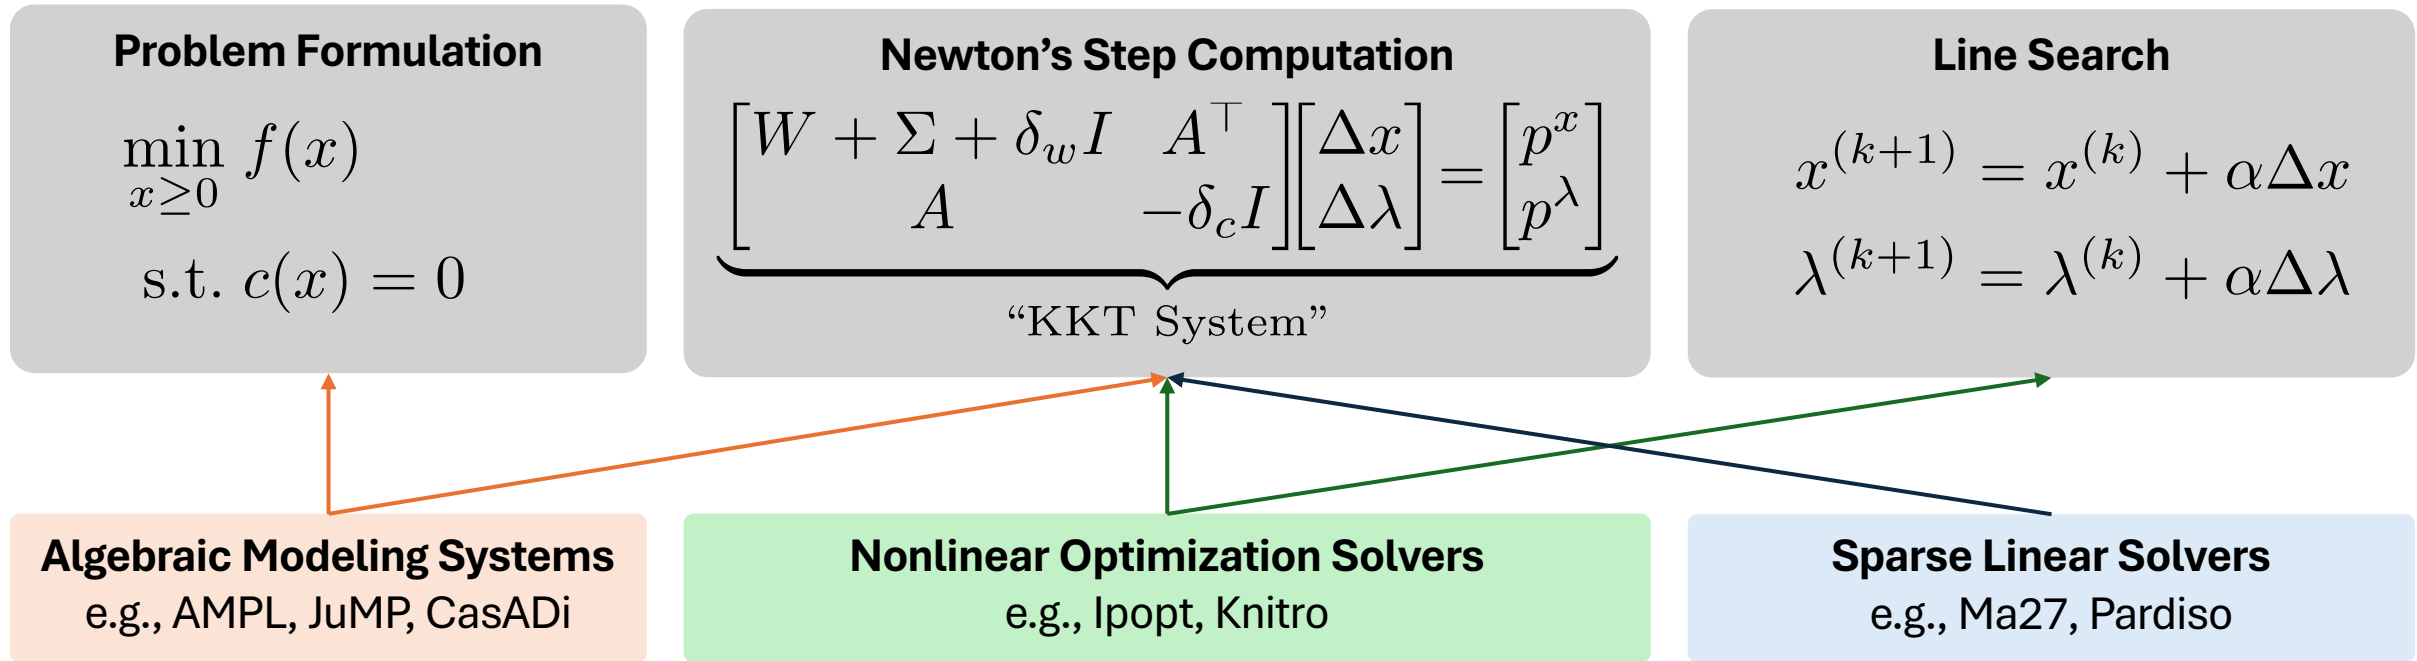 Problem Formulation
min f(x)
x≥0
s.t. c(x) = 0
Newton’s Step Computation
[W + Σ + δ_w I   A^⊤] [Δx] = [p^x]
[A   −δ_c I] [Δλ] = [p^λ]
“KKT System”
Line Search
x^(k+1) = x^(k) + αΔx
λ^(k+1) = λ^(k) + αΔλ
Algebraic Modeling Systems
e.g., AMPL, JuMP, CasADi
Nonlinear Optimization Solvers
e.g., Ipopt, Knitro
Sparse Linear Solvers
e.g., Ma27, Pardiso